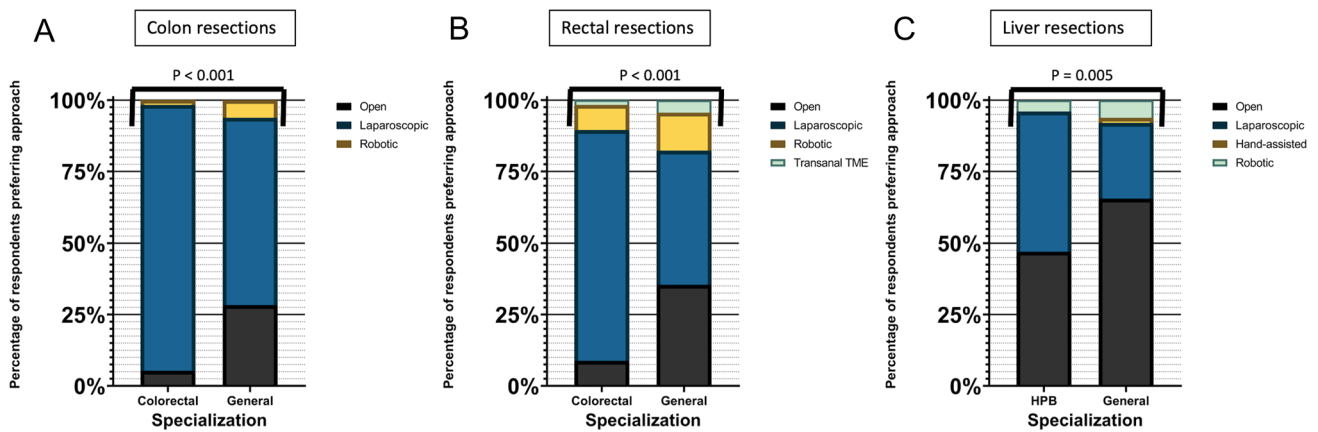 A
Colon resections
P < 0.001
Percentage of respondents preferring approach
100%
75%
50%
25%
0%
Colorectal
General
Specialization
Open
Laparoscopic
Robotic
B
Rectal resections
P < 0.001
Percentage of respondents preferring approach
100%
75%
50%
25%
0%
Colorectal
General
Specialization
Open
Laparoscopic
Robotic
Transanal TME
C
Liver resections
P = 0.005
Percentage of respondents preferring approach
100%
75%
50%
25%
0%
HPB
General
Specialization
Open
Laparoscopic
Hand-assisted
Robotic